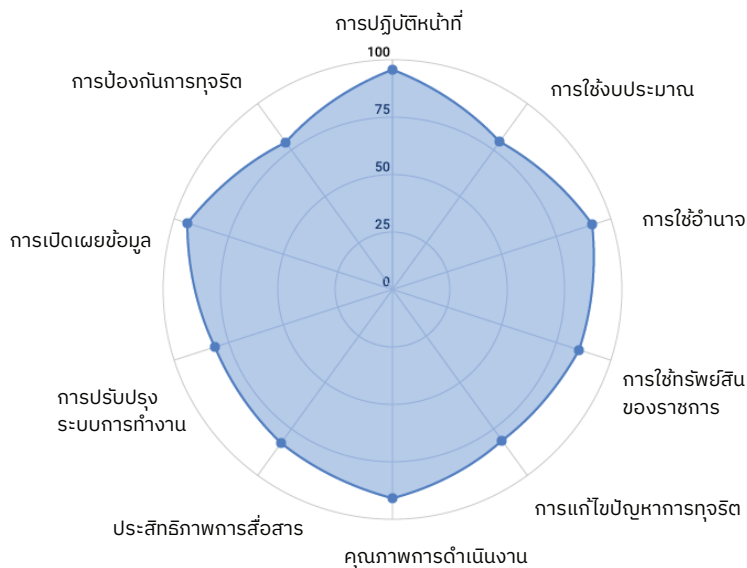 การปฏิบัติหน้าที่
100
การป้องกันการทุจริต
การใช้งบประมาณ
75
50
การใช้อำนาจ
25
การเปิดเผยข้อมูล
0
การใช้ทรัพย์สิน
ของราชการ
การปรับปรุง
ระบบการทำงาน
การแก้ไขปัญหาการทุจริต
ประสิทธิภาพการสื่อสาร
คุณภาพการดำเนินงาน